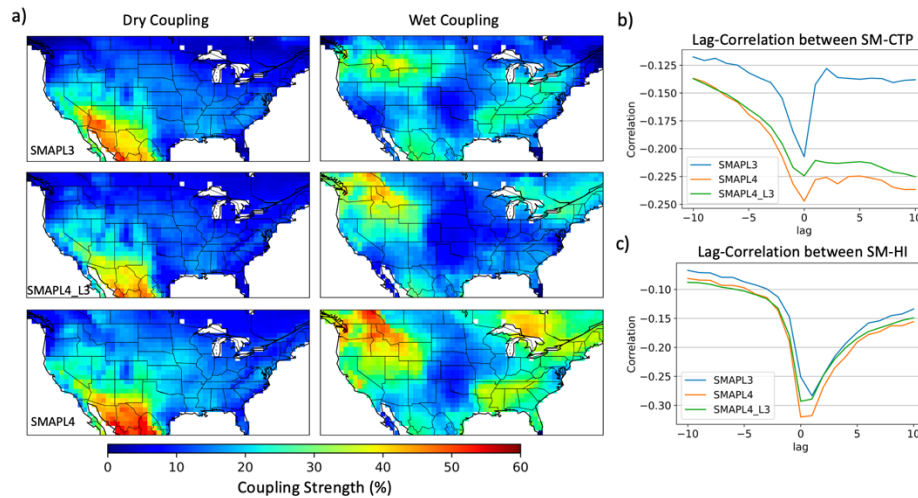 a)
Dry Coupling
Wet Coupling
SMAPL3
SMAPL4_L3
SMAPL4
0 10 20 30 40 50 60
Coupling Strength (%)
b)
Lag-Correlation between SM-CTP
−0.125
−0.150
−0.175
−0.200
−0.225
−0.250
Correlation
SMAPL3
SMAPL4
SMAPL4_L3
−10 −5 0 5 10
lag
c)
Lag-Correlation between SM-HI
−0.10
−0.15
−0.20
−0.25
−0.30
Correlation
SMAPL3
SMAPL4
SMAPL4_L3
−10 −5 0 5 10
lag